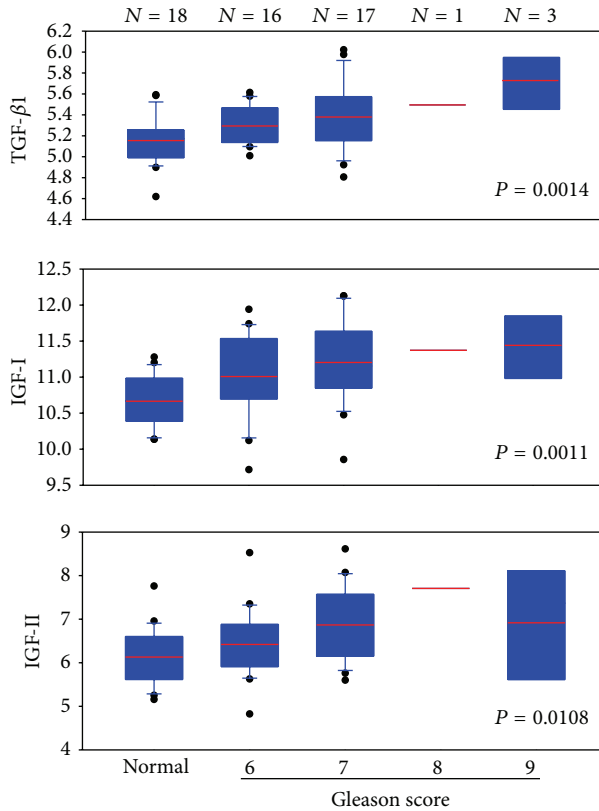 N = 18 N = 16 N = 17 N = 1 N = 3
6.2
6.0
5.8
5.6
5.4
5.2
5.0
4.8
4.6
4.4
TGF-β1
P = 0.0014
12.5
12.0
11.5
11.0
10.5
10.0
9.5
IGF-I
P = 0.0011
9
8
7
6
5
4
IGF-II
P = 0.0108
Normal 6 7 8 9
Gleason score